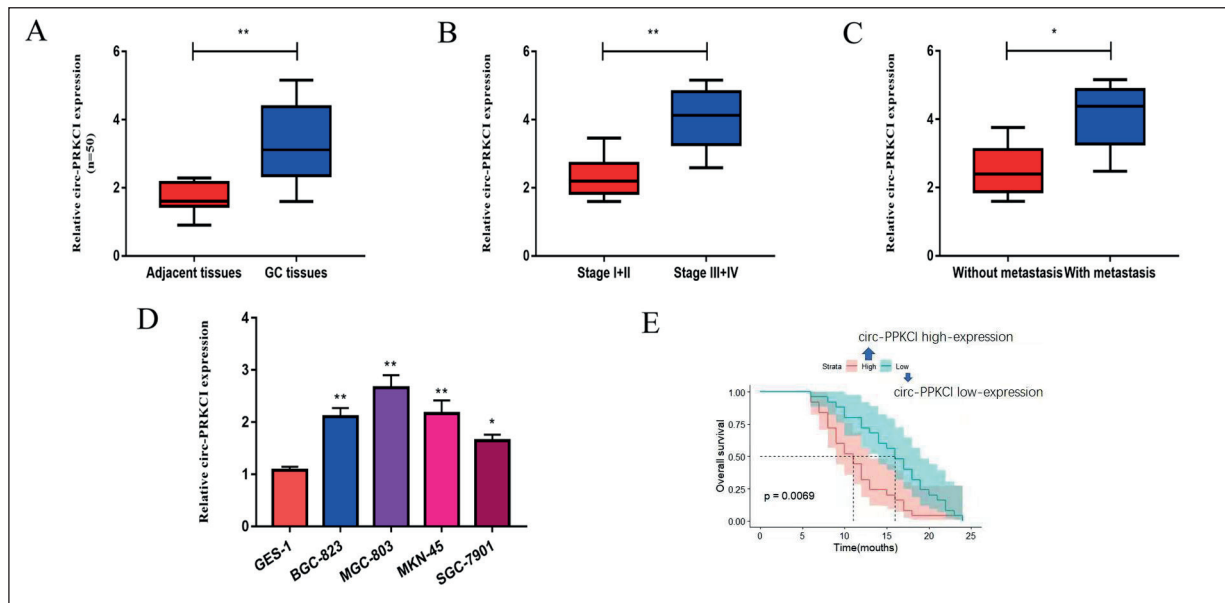 A
**
Relative circ-PRKCI expression
(n=50)
6
4
2
0
Adjacent tissues
GC tissues
B
**
Relative circ-PRKCI expression
6
4
2
0
Stage I+II
Stage III+IV
C
*
Relative circ-PRKCI expression
6
4
2
0
Without metastasis
With metastasis
D
Relative circ-PRKCI expression
4
3
2
1
0
**
**
**
*
GES-1
BGC-823
MGC-803
MKN-45
SGC-7901
E
circ-PPKCI high-expression
Strata High Low
circ-PPKCI low-expression
Overall survival
1.00
0.75
0.50
0.25
0.00
p = 0.0069
0 5 10 15 20 25
Time(mouths)